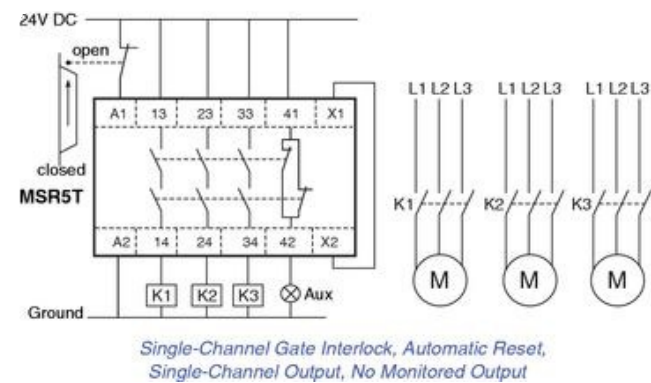 24V DC
open
A1 13 23 33 41 X1
closed
MSR5T
A2 14 24 34 42 X2
K1 K2 K3 Aux
Ground
L1 L2 L3 L1 L2 L3 L1 L2 L3
K1 K2 K3
M M M
Single-Channel Gate Interlock, Automatic Reset,
Single-Channel Output, No Monitored Output